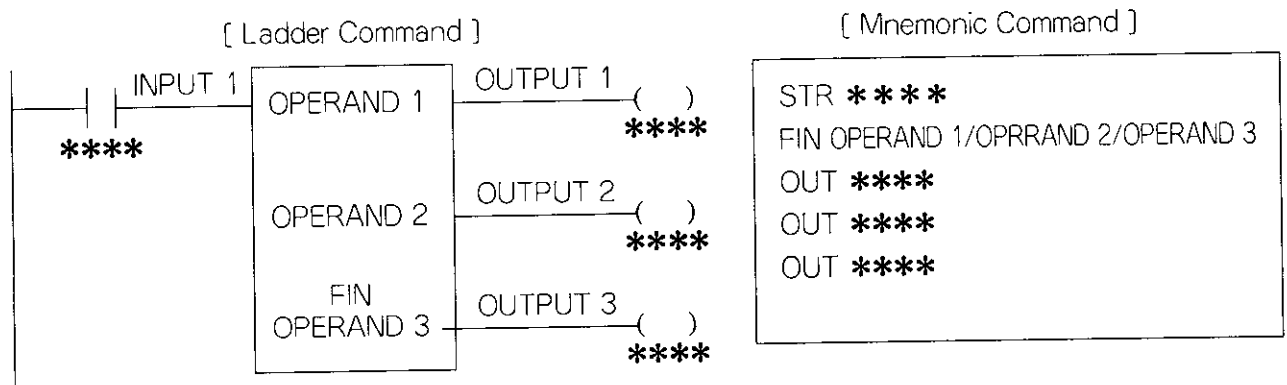 [ Ladder Command ]
INPUT 1
****
OPERAND 1
OUTPUT 1
( )
****
OPERAND 2
OUTPUT 2
( )
****
FIN
OPERAND 3
OUTPUT 3
( )
****
[ Mnemonic Command ]
STR ****
FIN OPERAND 1/OPRRAND 2/OPERAND 3
OUT ****
OUT ****
OUT ****